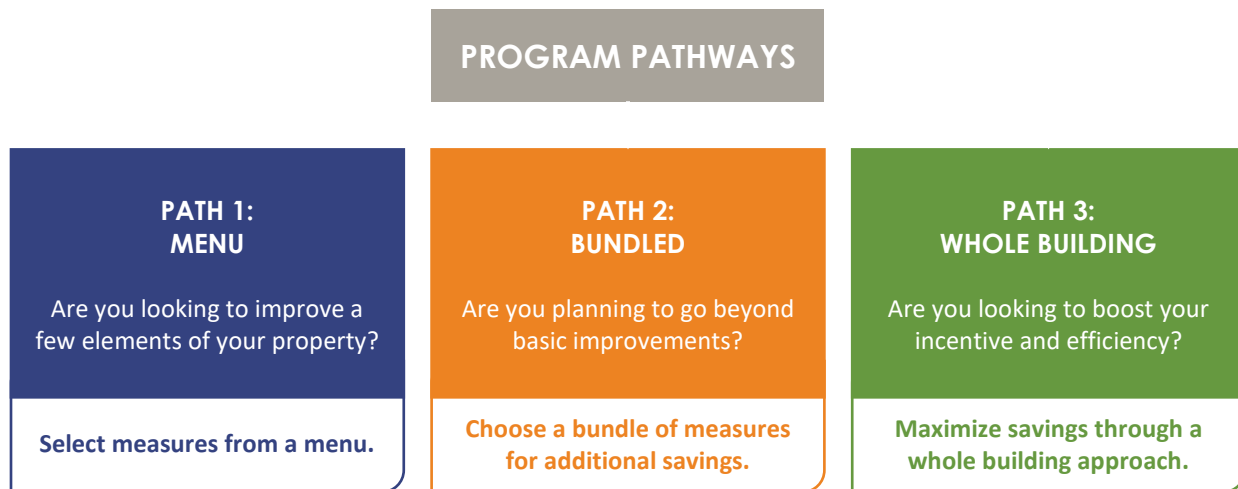 PROGRAM PATHWAYS
PATH 1:
MENU
Are you looking to improve a
few elements of your property?
Select measures from a menu.
PATH 2:
BUNDLED
Are you planning to go beyond
basic improvements?
Choose a bundle of measures
for additional savings.
PATH 3:
WHOLE BUILDING
Are you looking to boost your
incentive and efficiency?
Maximize savings through a
whole building approach.